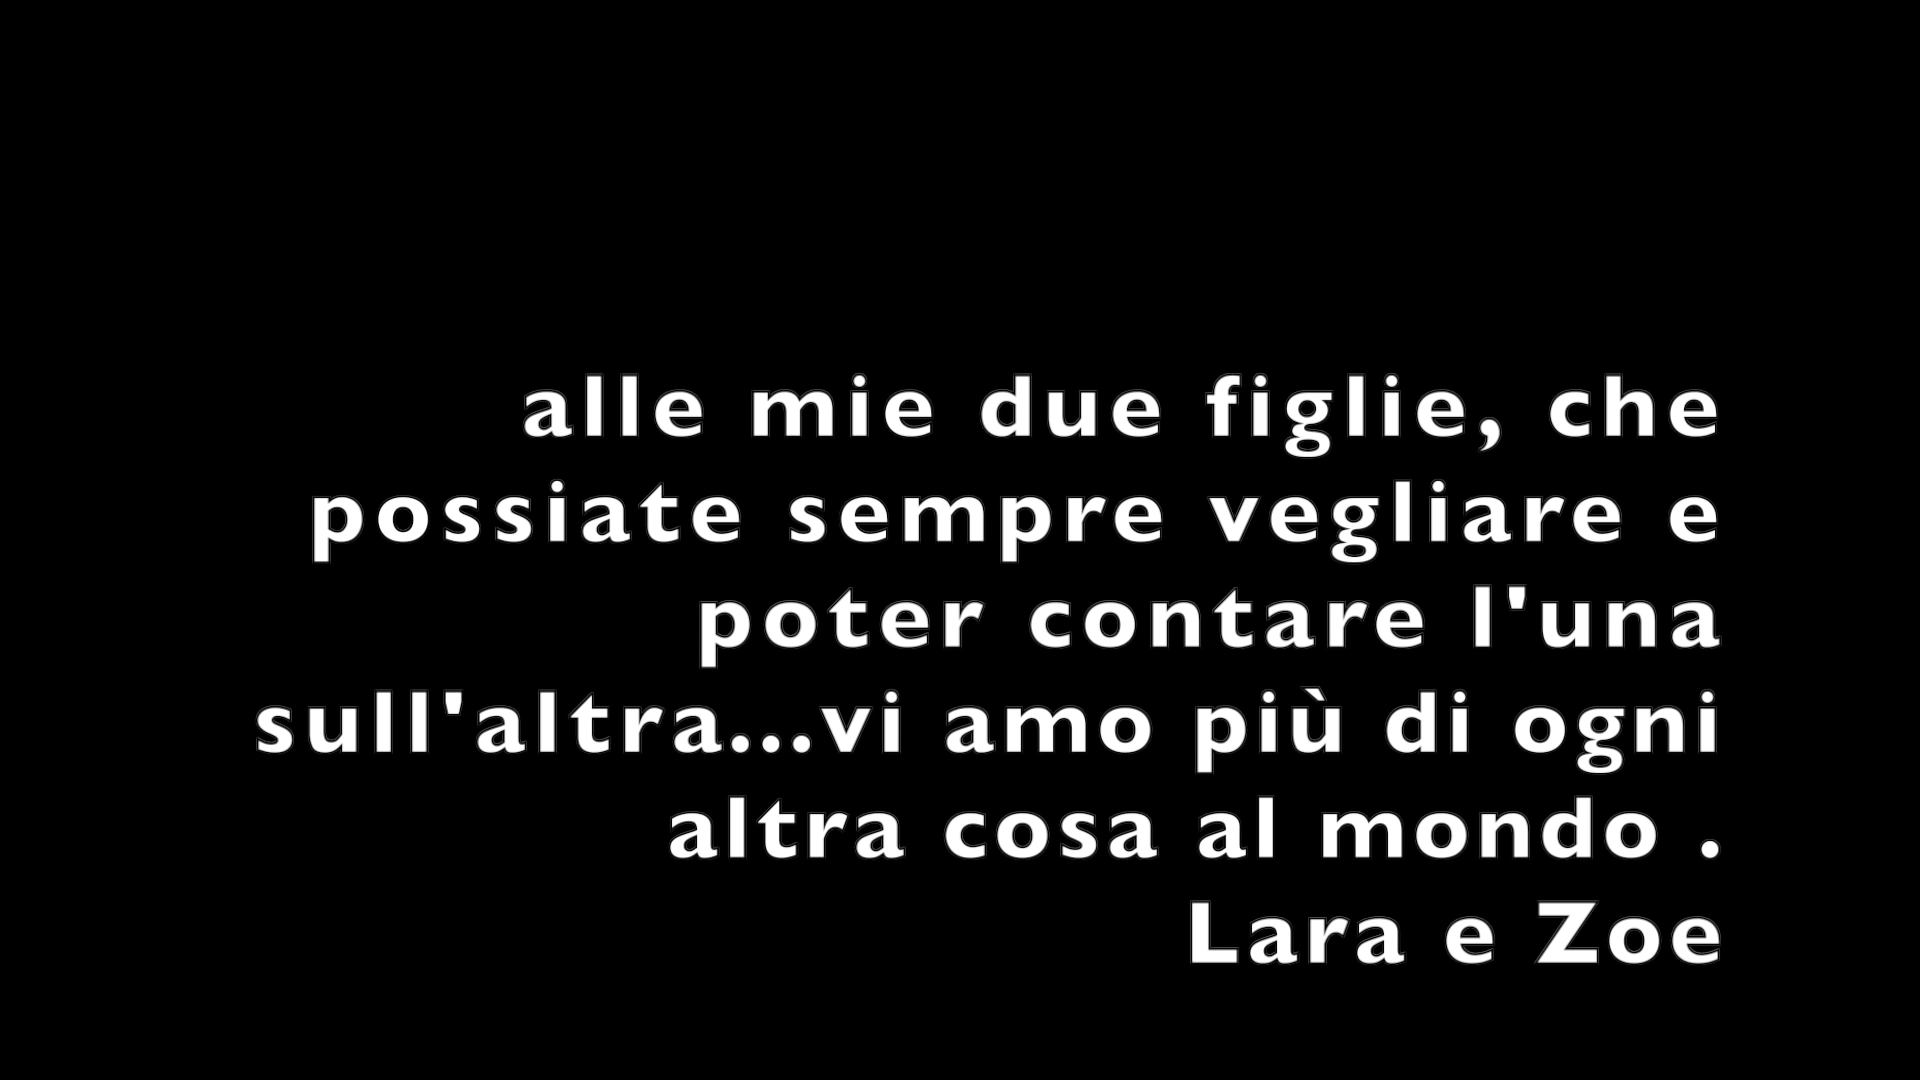 alle mie due figlie, che
possiate sempre vegliare e
poter contare l'una
sull'altra...vi amo più di ogni
altra cosa al mondo .
Lara e Zoe